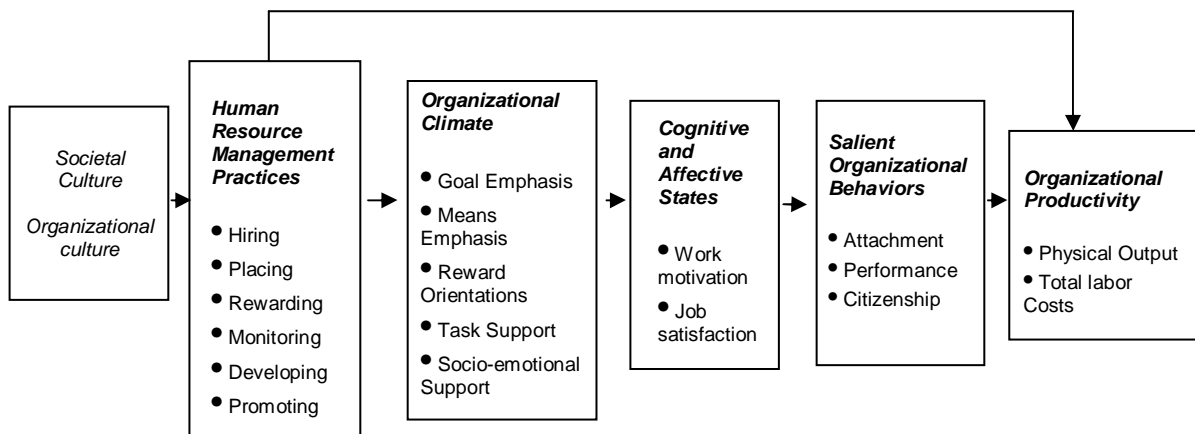 Societal
Culture
Organizational
culture
Human
Resource
Management
Practices
• Hiring
• Placing
• Rewarding
• Monitoring
• Developing
• Promoting
Organizational
Climate
• Goal Emphasis
• Means
Emphasis
• Reward
Orientations
• Task Support
• Socio-emotional
Support
Cognitive
and
Affective
States
• Work
motivation
• Job
satisfaction
Salient
Organizational
Behaviors
• Attachment
• Performance
• Citizenship
Organizational
Productivity
• Physical Output
• Total labor
Costs